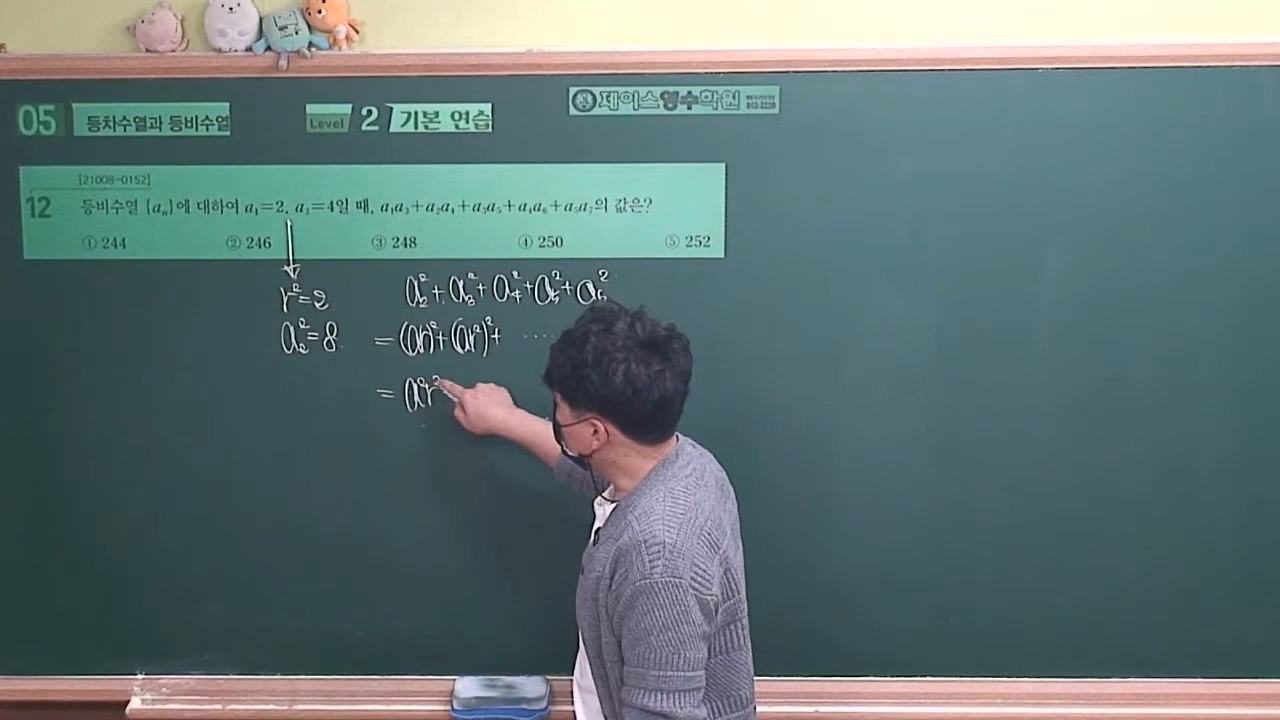 05 등차수열과 등비수열 Level 2 기본 연습
제이스영수학원
[21008-0152]
12 등비수열 {aₙ}에 대하여 a₁=2, a₃=4일 때, a₁a₃+a₂a₄+a₃a₅+a₄a₆+a₅a₇의 값은?
① 244 ② 246 ③ 248 ④ 250 ⑤ 252
r²=2 a₂²+a₃²+a₄²+a₅²+a₆²
a₂²=8. =(ar)²+(ar²)²+ ....
=a²r²